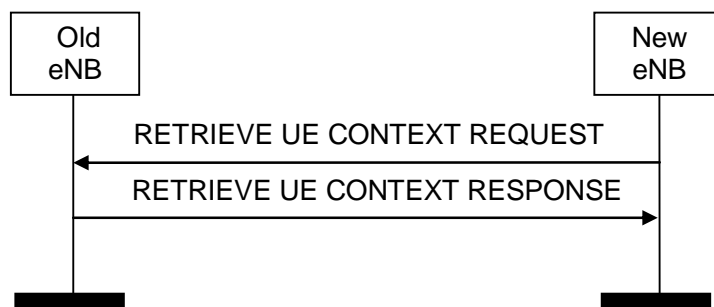 Old
eNB
New
eNB
RETRIEVE UE CONTEXT REQUEST
RETRIEVE UE CONTEXT RESPONSE